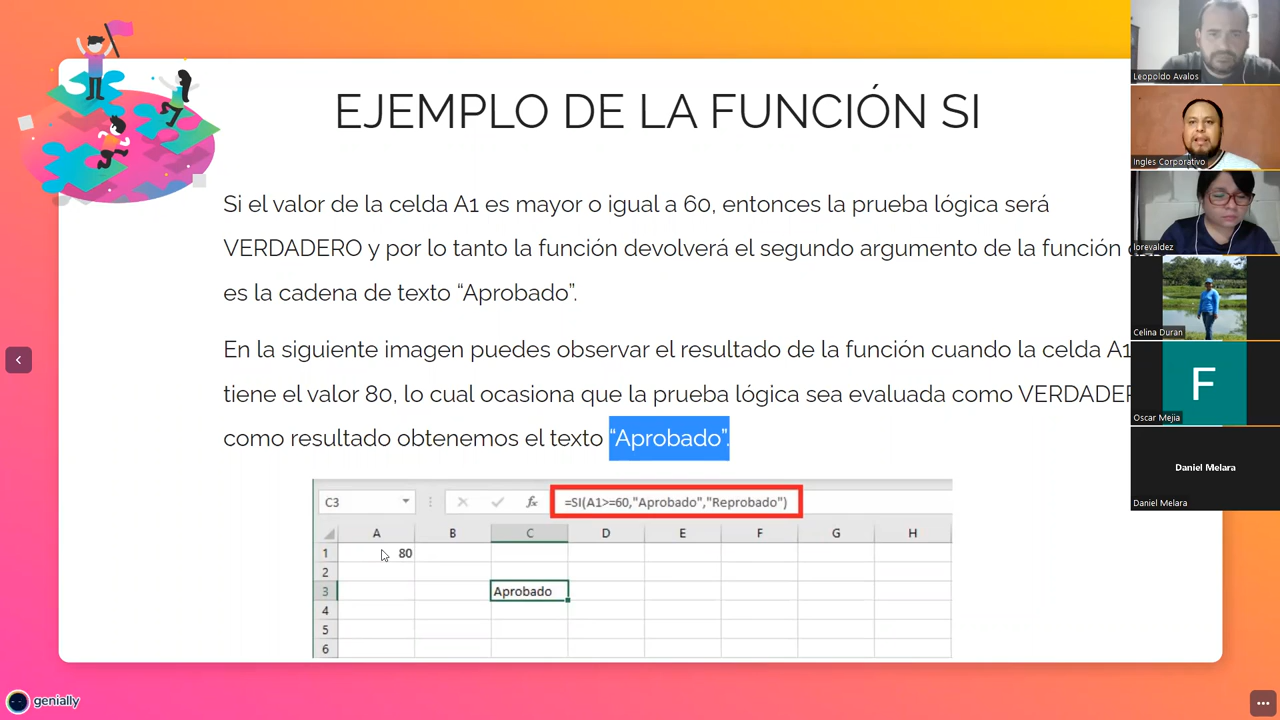 EJEMPLO DE LA FUNCIÓN SI
Si el valor de la celda A1 es mayor o igual a 60, entonces la prueba lógica será
VERDADERO y por lo tanto la función devolverá el segundo argumento de la función
es la cadena de texto “Aprobado”.
En la siguiente imagen puedes observar el resultado de la función cuando la celda A1
tiene el valor 80, lo cual ocasiona que la prueba lógica sea evaluada como
como resultado obtenemos el texto “Aprobado”.
C3 fx =SI(A1>=60,"Aprobado","Reprobado")
A B C D E F G H
1 80
2
3 Aprobado
4
5
6
genially
Leopoldo Avalos
Ingles Corporativo
lorevaldez
Celina Duran
F
Oscar Mejia
Daniel Melara
Daniel Melara